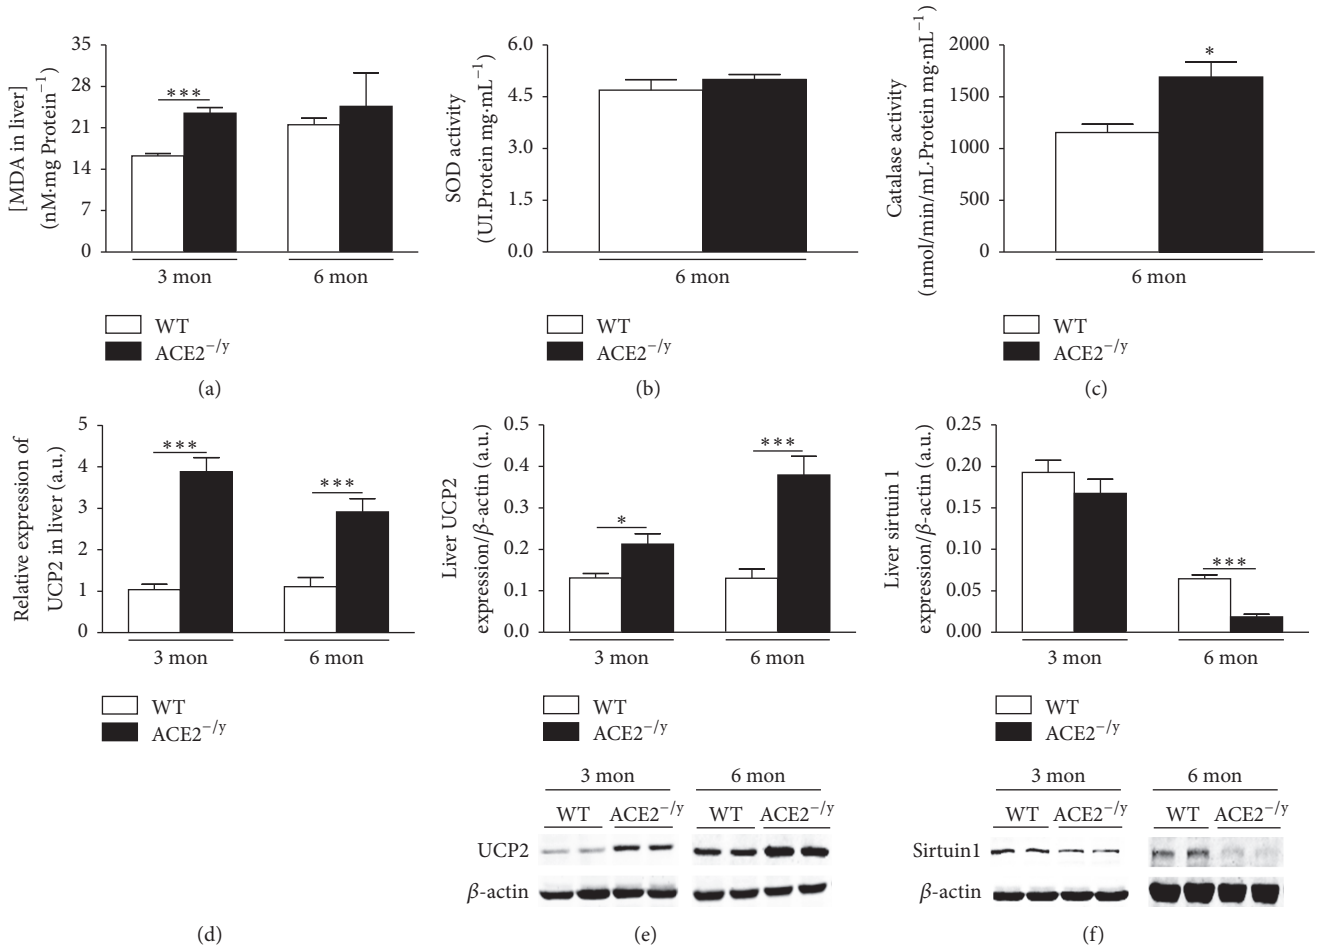 [MDA in liver]
(nM·mg Protein⁻¹)
35
28
21
14
7
0
***
3 mon
6 mon
WT
ACE2⁻/ʸ
(a)
SOD activity
(UI.Protein mg·mL⁻¹)
6.0
4.5
3.0
1.5
0.0
6 mon
WT
ACE2⁻/ʸ
(b)
Catalase activity
(nmol/min/mL·Protein mg·mL⁻¹)
2000
1500
1000
500
0
*
6 mon
WT
ACE2⁻/ʸ
(c)
Relative expression of
UCP2 in liver (a.u.)
5
4
3
2
1
0
***
***
3 mon
6 mon
WT
ACE2⁻/ʸ
(d)
Liver UCP2
expression/β-actin (a.u.)
0.5
0.4
0.3
0.2
0.1
0.0
*
***
3 mon
6 mon
WT
ACE2⁻/ʸ
3 mon 6 mon
WT ACE2⁻/ʸ WT ACE2⁻/ʸ
UCP2
β-actin
(e)
Liver sirtuin 1
expression/β-actin (a.u.)
0.25
0.20
0.15
0.10
0.05
0.00
***
3 mon
6 mon
WT
ACE2⁻/ʸ
3 mon 6 mon
WT ACE2⁻/ʸ WT ACE2⁻/ʸ
Sirtuin1
β-actin
(f)